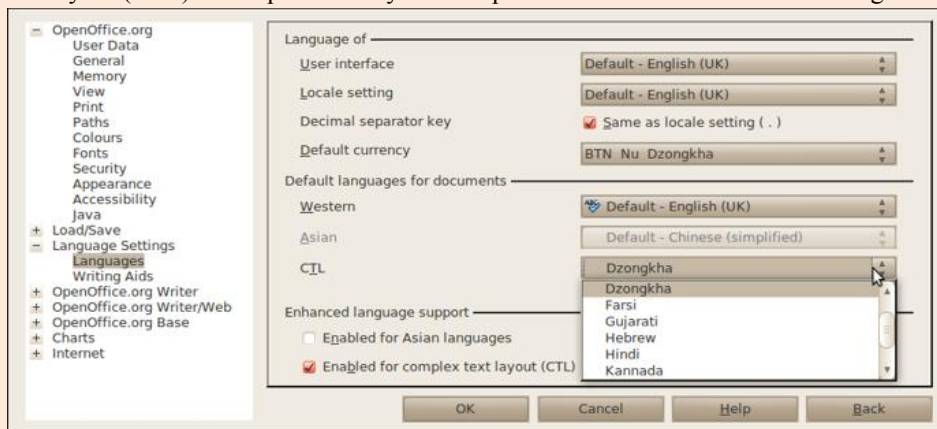 OpenOffice.org
User Data
General
Memory
View
Print
Paths
Colours
Fonts
Security
Appearance
Accessibility
Java
Load/Save
Language Settings
Languages
Writing Aids
OpenOffice.org Writer
OpenOffice.org Writer/Web
OpenOffice.org Base
Charts
Internet
Language of
User interface Default - English (UK)
Locale setting Default - English (UK)
Decimal separator key Same as locale setting ( . )
Default currency BTN Nu Dzongkha
Default languages for documents
Western Default - English (UK)
Asian Default - Chinese (simplified)
CTL Dzongkha
Dzongkha
Farsi
Gujarati
Hebrew
Hindi
Kannada
Enhanced language support
Enabled for Asian languages
Enabled for complex text layout (CTL)
OK Cancel Help Back